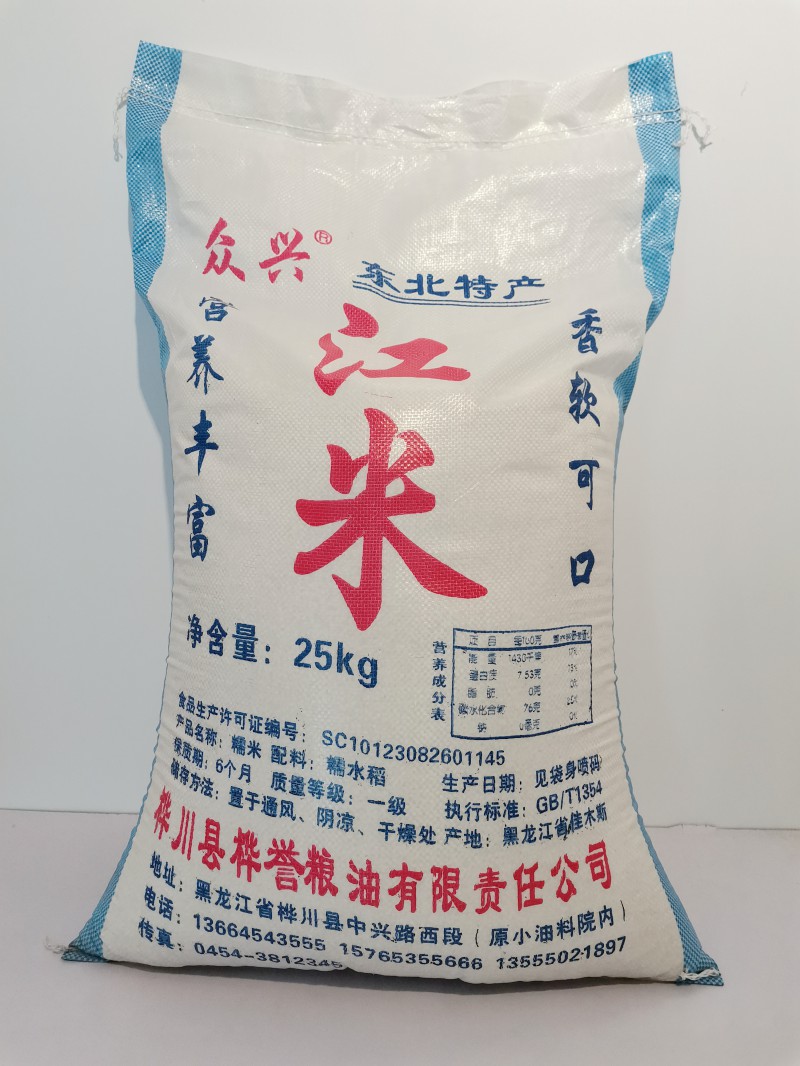 众兴®
东北特产
营养丰富
江米
香软可口
净含量：25kg
营养成分表
项目 每100克
能量 1430千焦 17%
蛋白质 7.53克 13%
脂肪 0克 0%
碳水化合物 76克 25%
钠 0毫克 0%
食品生产许可证编号：SC10123082601145
产品名称：糯米 配料：糯水稻 生产日期：见袋身喷码
保质期：6个月 质量等级：一级 执行标准：GB/T1354
储存方法：置于通风、阴凉、干燥处 产地：黑龙江省佳木斯
桦川县桦誉粮油有限责任公司
地址：黑龙江省桦川县中兴路西段（原小油料院内）
电话：13664543555 15765355666 13555021897
传真：0454-3812345